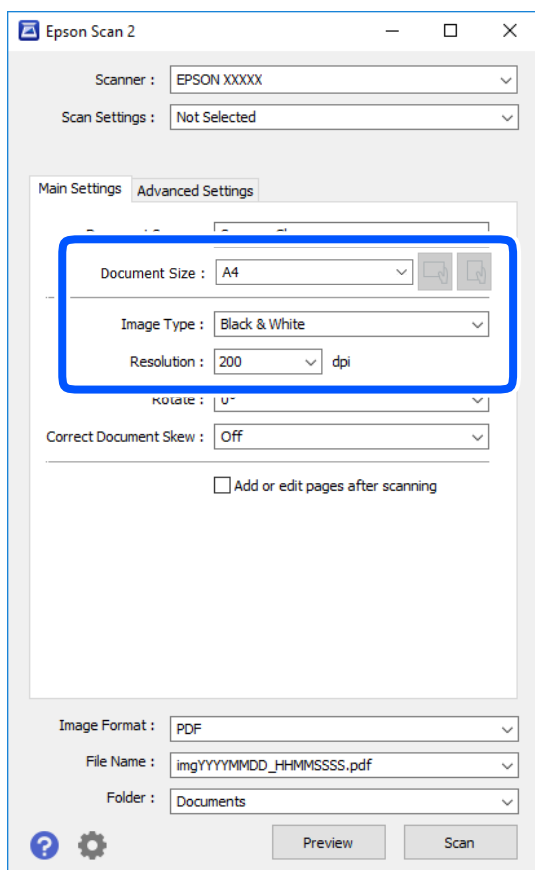 Epson Scan 2
Scanner : EPSON XXXXX
Scan Settings : Not Selected
Main Settings Advanced Settings
Document Size : A4
Image Type : Black & White
Resolution : 200 dpi
Rotate : 0°
Correct Document Skew : Off
Add or edit pages after scanning
Image Format : PDF
File Name : imgYYYYMMDD_HHMMSSSS.pdf
Folder : Documents
? Preview Scan